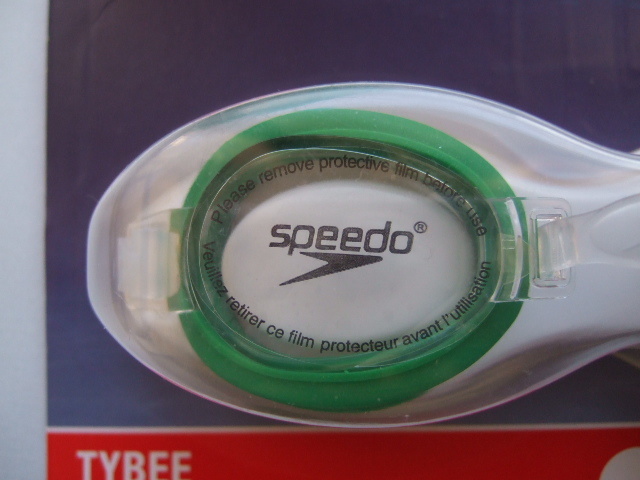 Please remove protective film before use
speedo®
Veuillez retirer ce film protecteur avant l'utilisation
TYBEE